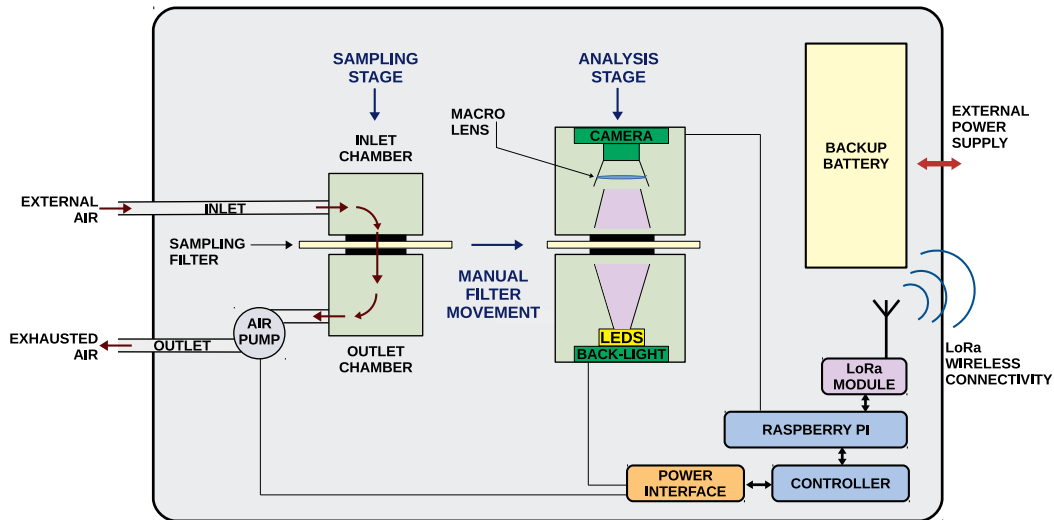 SAMPLING
STAGE
ANALYSIS
STAGE
MACRO
LENS
CAMERA
INLET
CHAMBER
BACKUP
BATTERY
EXTERNAL
POWER
SUPPLY
EXTERNAL
AIR
INLET
SAMPLING
FILTER
MANUAL
FILTER
MOVEMENT
AIR
PUMP
EXHAUSTED
AIR
OUTLET
OUTLET
CHAMBER
LEDS
BACK-LIGHT
LoRa
WIRELESS
CONNECTIVITY
LoRa
MODULE
RASPBERRY PI
POWER
INTERFACE
CONTROLLER